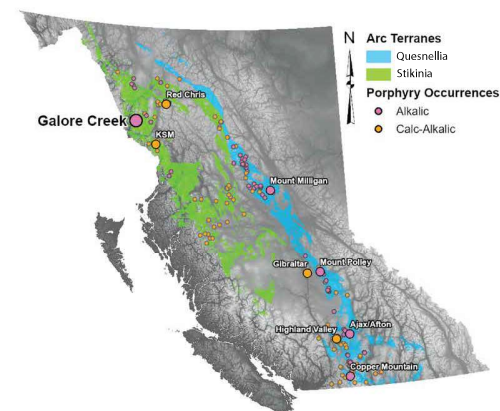 N
Arc Terranes
Quesnellia
Stikinia
Porphyry Occurrences
Alkalic
Calc-Alkalic
Red Chris
Galore Creek
KSM
Mount Milligan
Gibraltar
Mount Polley
Highland Valley
Ajax/Afton
Copper Mountain